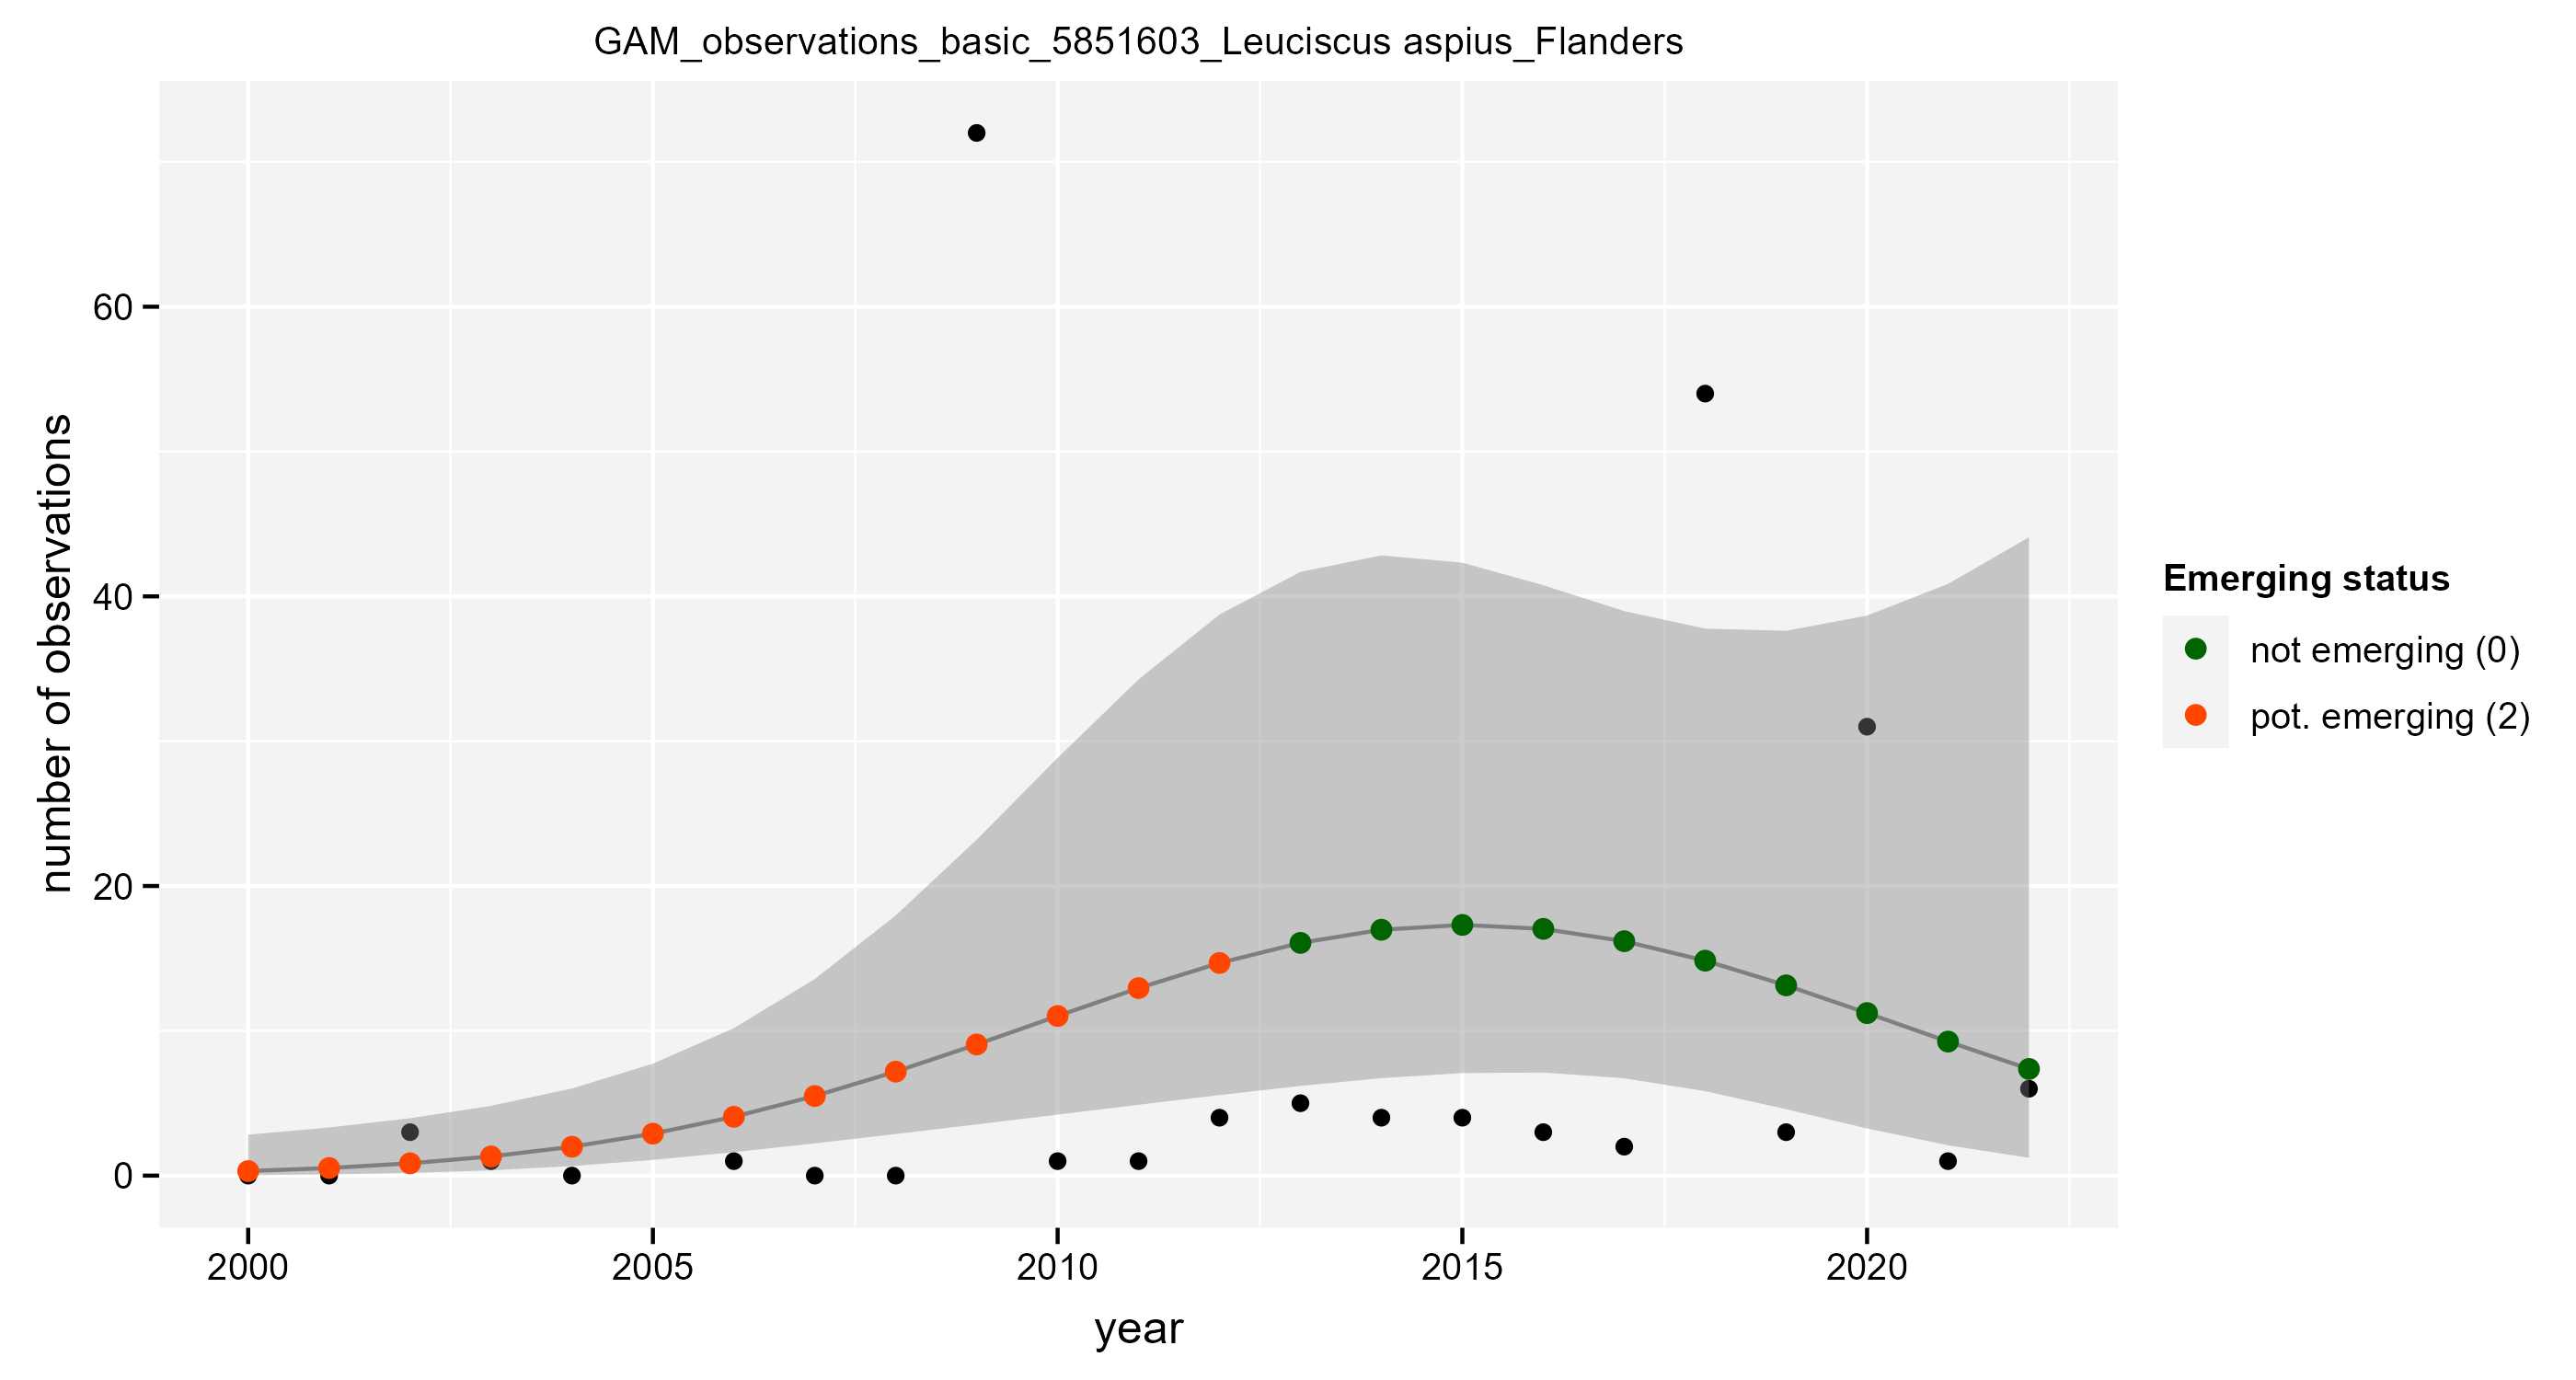 GAM_observations_basic_5851603_Leuciscus aspius_Flanders
number of observations
60
40
20
0
2000 2005 2010 2015 2020
year
Emerging status
not emerging (0)
pot. emerging (2)